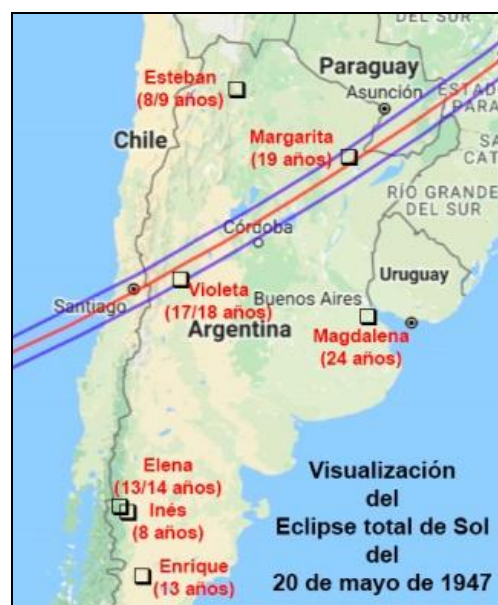 DEL SUR
Esteban
(8/9 años)
Paraguay
Asunción
ESTAD
PARA
Chile
Margarita
(19 años)
SA
CAT
RÍO GRANDE
DEL SUR
Córdoba
Santiago
Violeta
(17/18 años)
Buenos Aires
Uruguay
Argentina
Magdalena
(24 años)
Elena
(13/14 años)
Inés
(8 años)
Enrique
(13 años)
Visualización
del
Eclipse total de Sol
del
20 de mayo de 1947